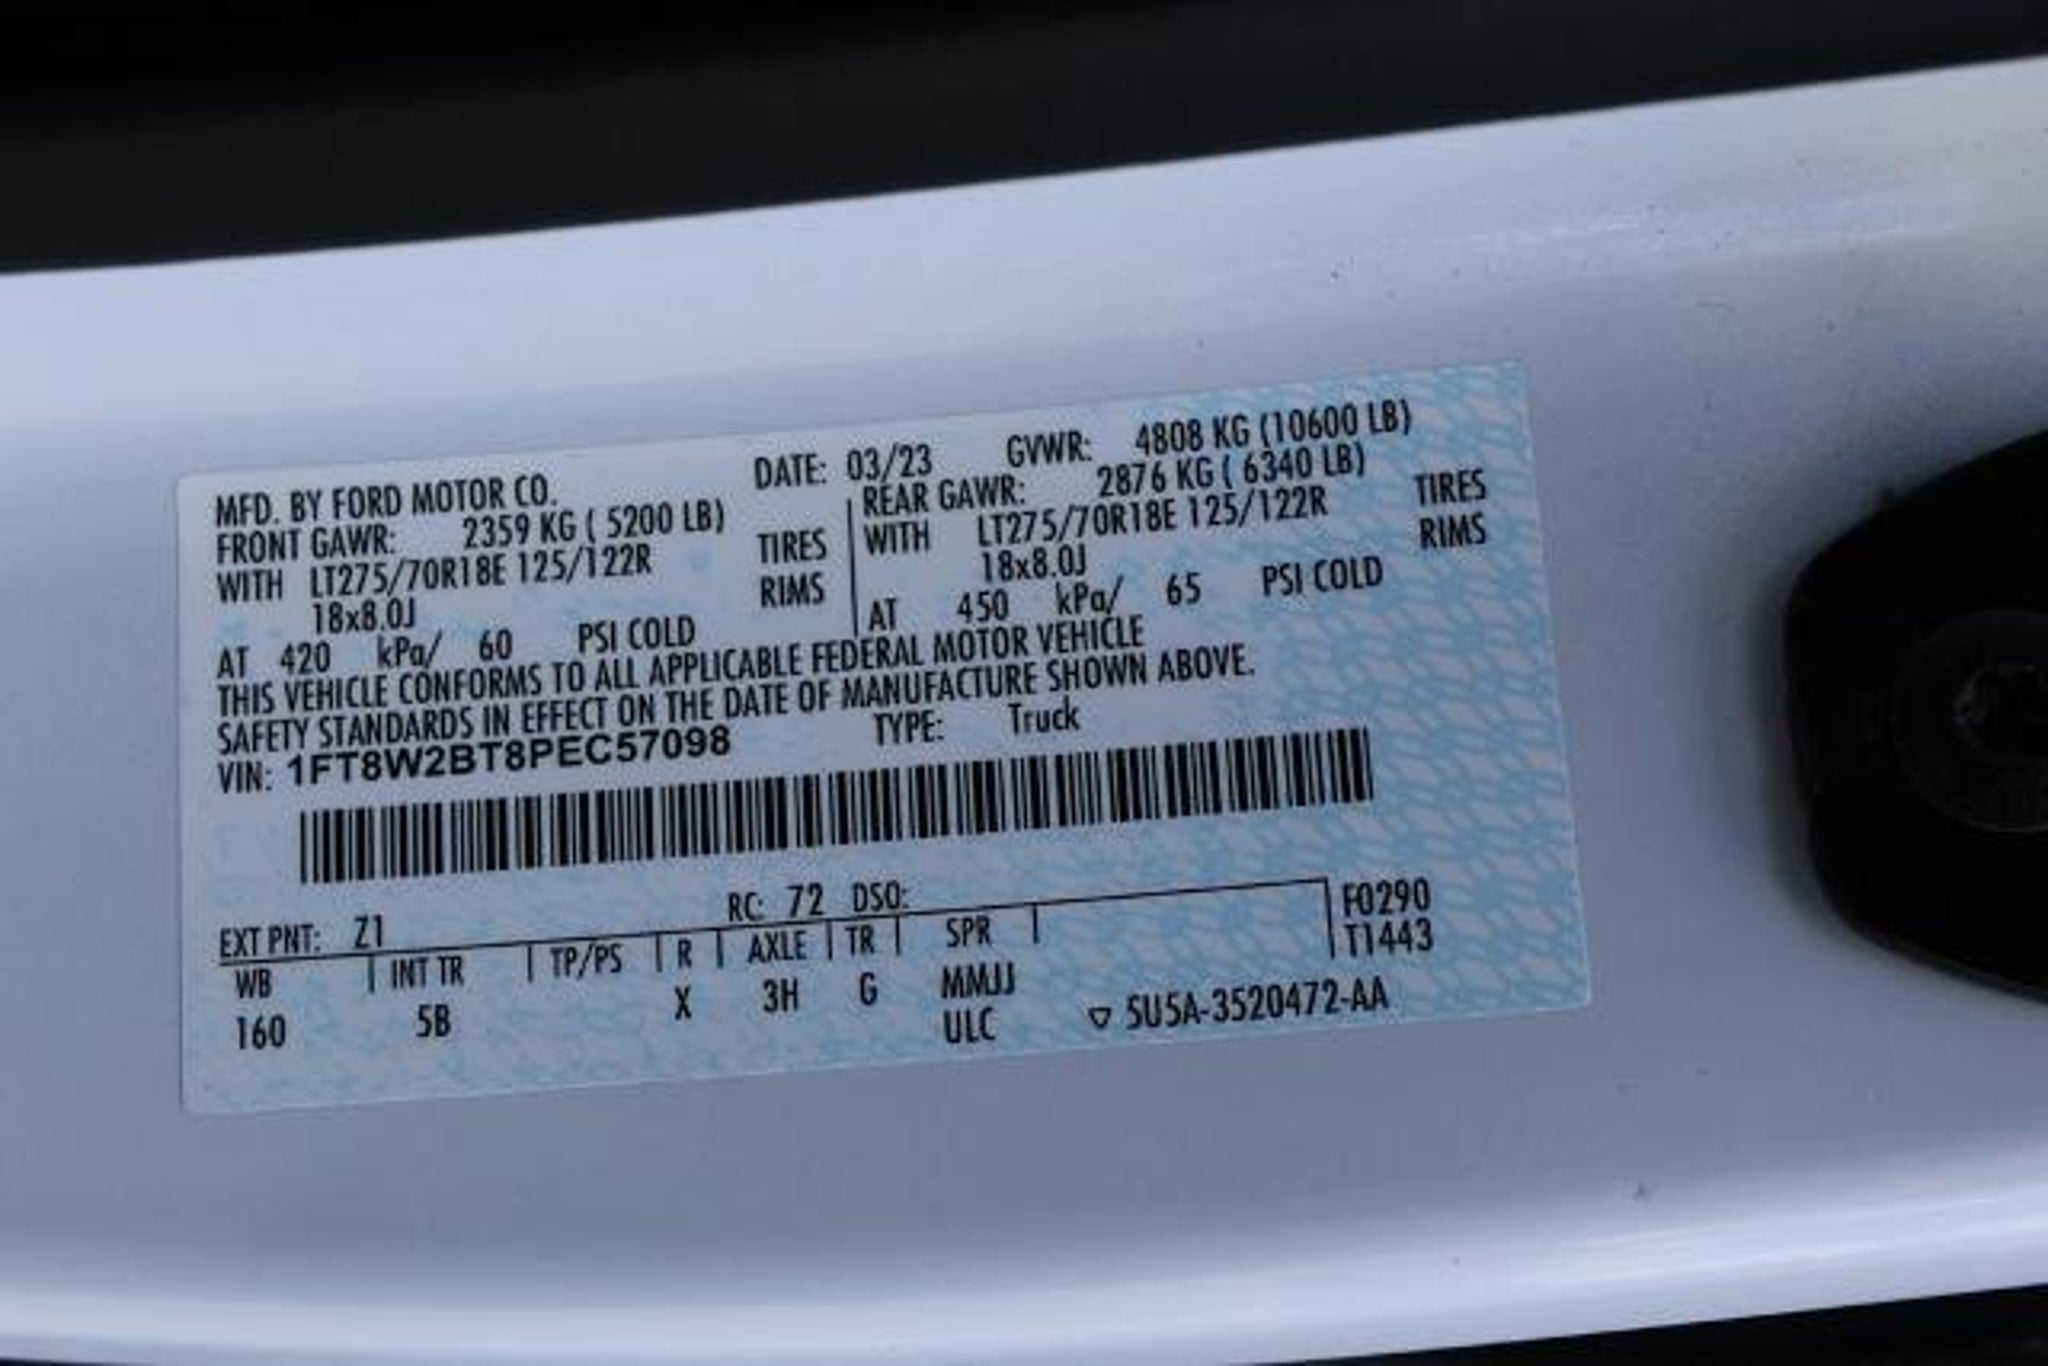 MFD. BY FORD MOTOR CO. DATE: 03/23 GVWR: 4808 KG (10600 LB)
FRONT GAWR: 2359 KG ( 5200 LB) REAR GAWR: 2876 KG ( 6340 LB)
WITH LT275/70R18E 125/122R TIRES WITH LT275/70R18E 125/122R TIRES
18x8.0J RIMS 18x8.0J RIMS
AT 420 kPa/ 60 PSI COLD AT 450 kPa/ 65 PSI COLD
THIS VEHICLE CONFORMS TO ALL APPLICABLE FEDERAL MOTOR VEHICLE
SAFETY STANDARDS IN EFFECT ON THE DATE OF MANUFACTURE SHOWN ABOVE.
VIN: 1FT8W2BT8PEC57098 TYPE: Truck
EXT PNT: Z1 RC: 72 DSO: F0290
WB INT TR TP/PS R AXLE TR SPR T1443
160 5B X 3H G MMJJ
ULC ▽ 5U5A-3520472-AA